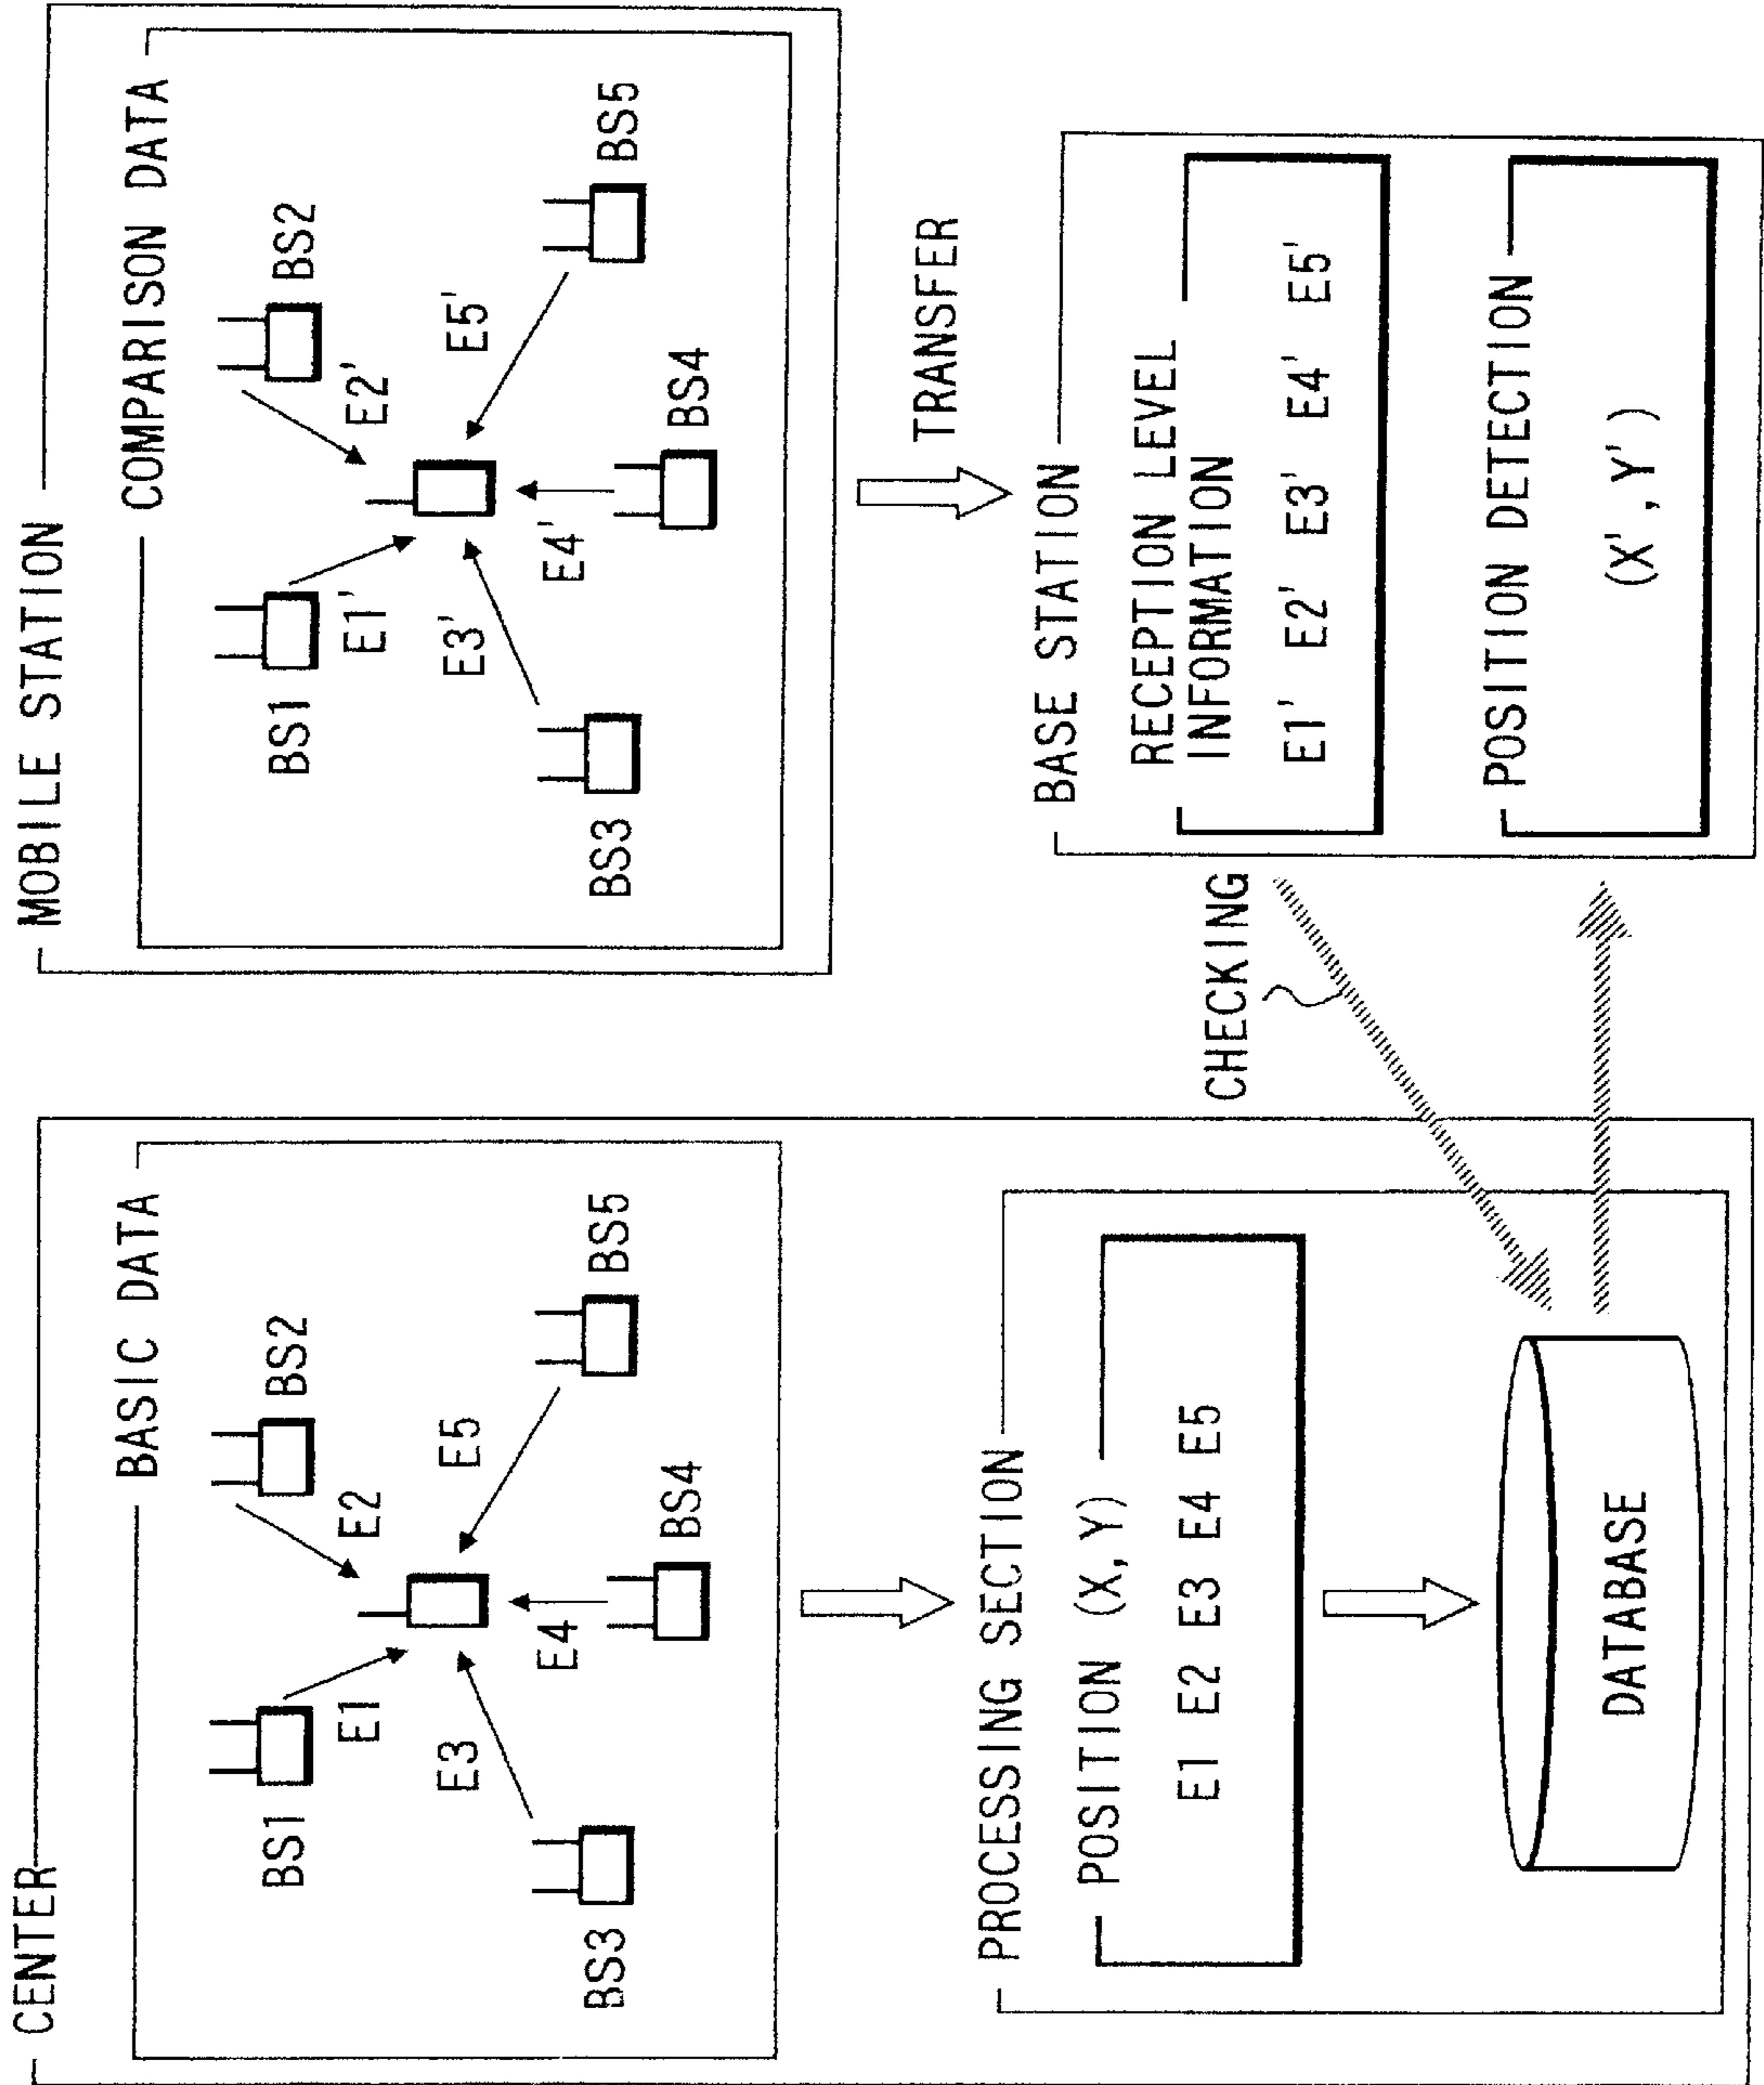 CENTER
BASIC DATA
BS1
BS2
E1
E2
E3
E5
E4
BS3
BS4
BS5
PROCESSING SECTION
POSITION (X,Y)
E1 E2 E3 E4 E5
DATABASE
MOBILE STATION
COMPARISON DATA
BS1
BS2
E1'
E2'
E3'
E5'
E4'
BS3
BS4
BS5
TRANSFER
CHECKING
BASE STATION
RECEPTION LEVEL
INFORMATION
E1' E2' E3' E4' E5'
POSITION DETECTION
(X',Y')